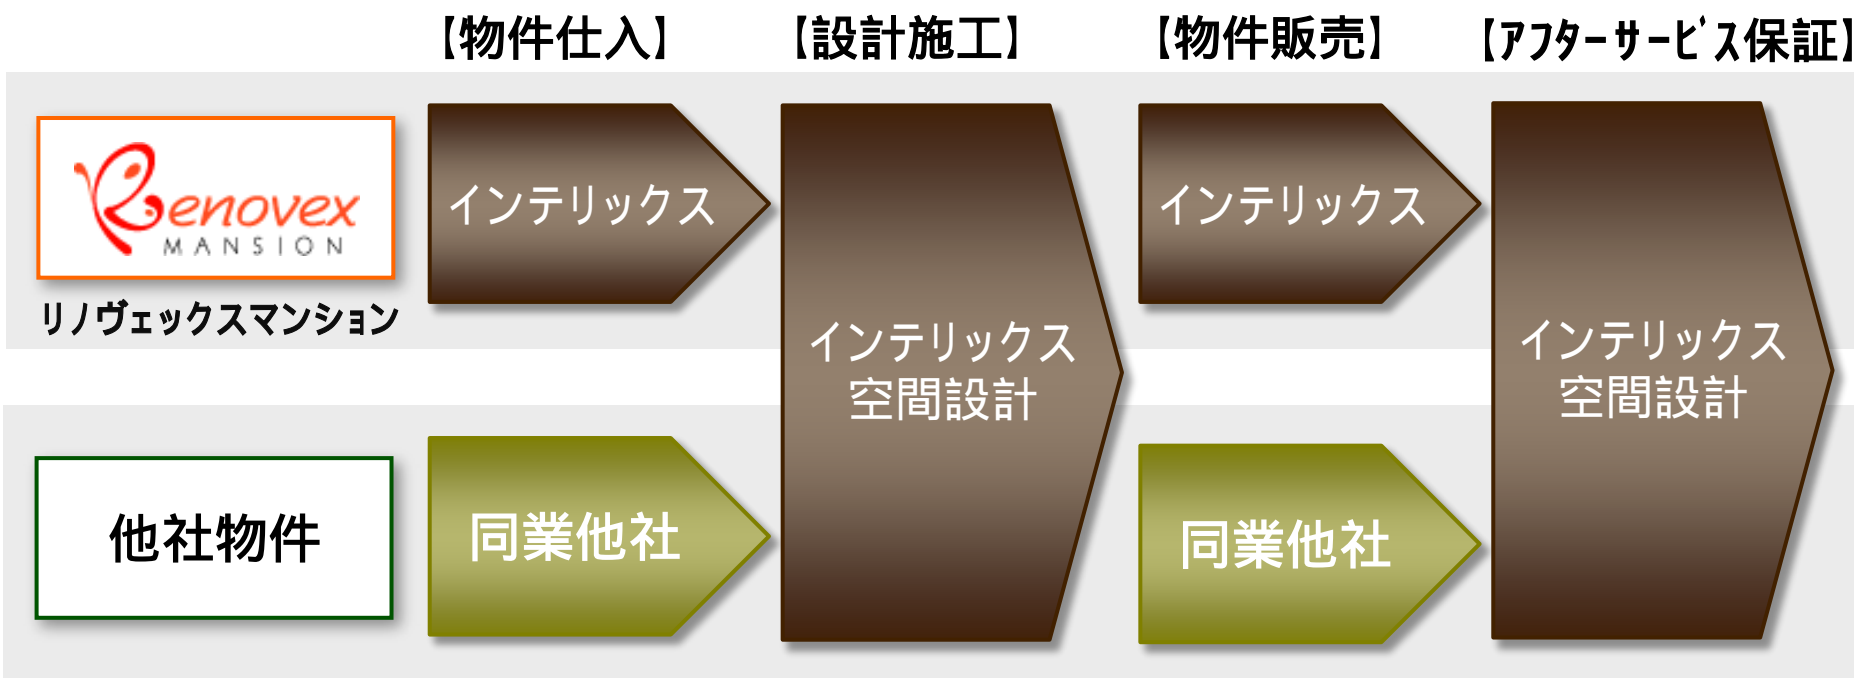 【物件仕入】
【設計施工】
【物件販売】
【アフターサービス保証】
Renovex
MANSION
リノヴェックスマンション
インテリックス
インテリックス
空間設計
インテリックス
インテリックス
空間設計
他社物件
同業他社
同業他社